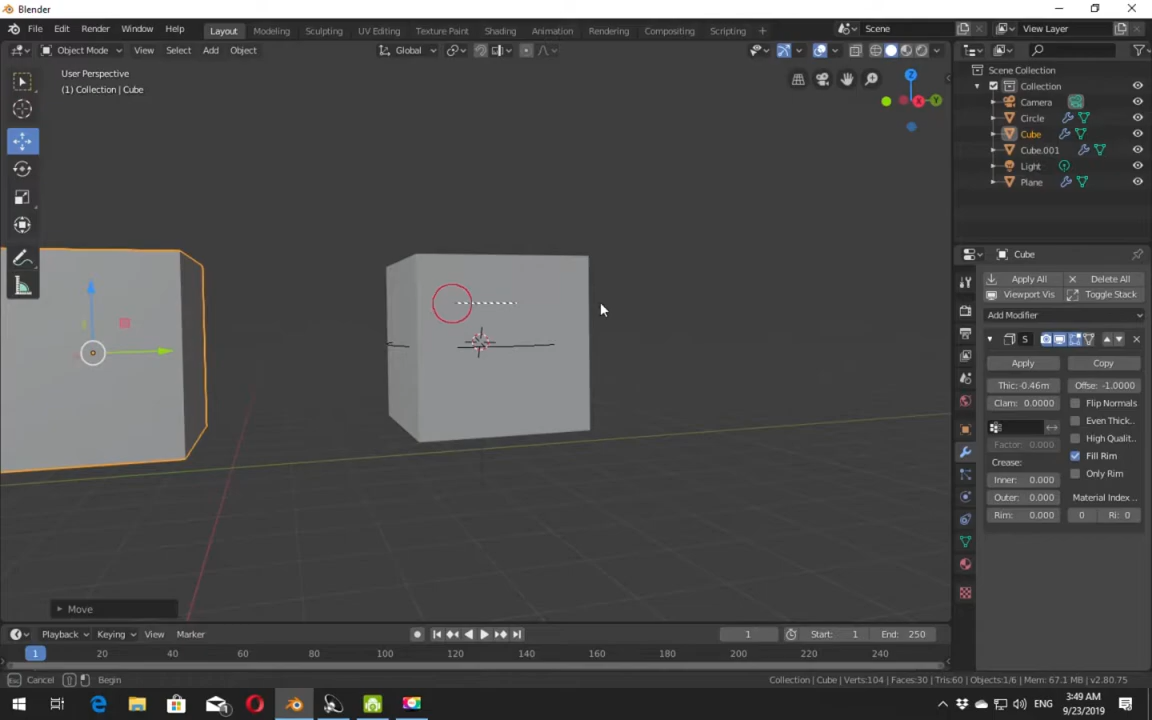 Blender
File Edit Render Window Help Layout Modeling Sculpting UV Editing Texture Paint Shading Animation Rendering Compositing Scripting Scene View Layer
Object Mode View Select Add Object Global
User Perspective
(1) Collection | Cube
Z
X
Y
Scene Collection
Collection
Camera
Circle
Cube
Cube.001
Light
Plane
Cube
Apply All Delete All
Viewport Vis Toggle Stack
Add Modifier
S
Apply Copy
Thic:-0.46m Offse: -1.0000
Clam: 0.0000 Flip Normals
Even Thick..
High Qualit..
Factor: 0.000
Fill Rim
Crease:
Only Rim
Inner: 0.000
Outer: 0.000 Material Index ..
Rim: 0.000 0 Ri: 0
Move
Playback Keying View Marker 1 Start: 1 End: 250
1 20 40 60 80 100 120 140 160 180 200 220 240
Cancel Begin Collection | Cube | Verts:104 | Faces:30 | Tris:60 | Objects:1/6 | Mem: 67.1 MB | v2.80.75
ENG
3:49 AM
9/23/2019